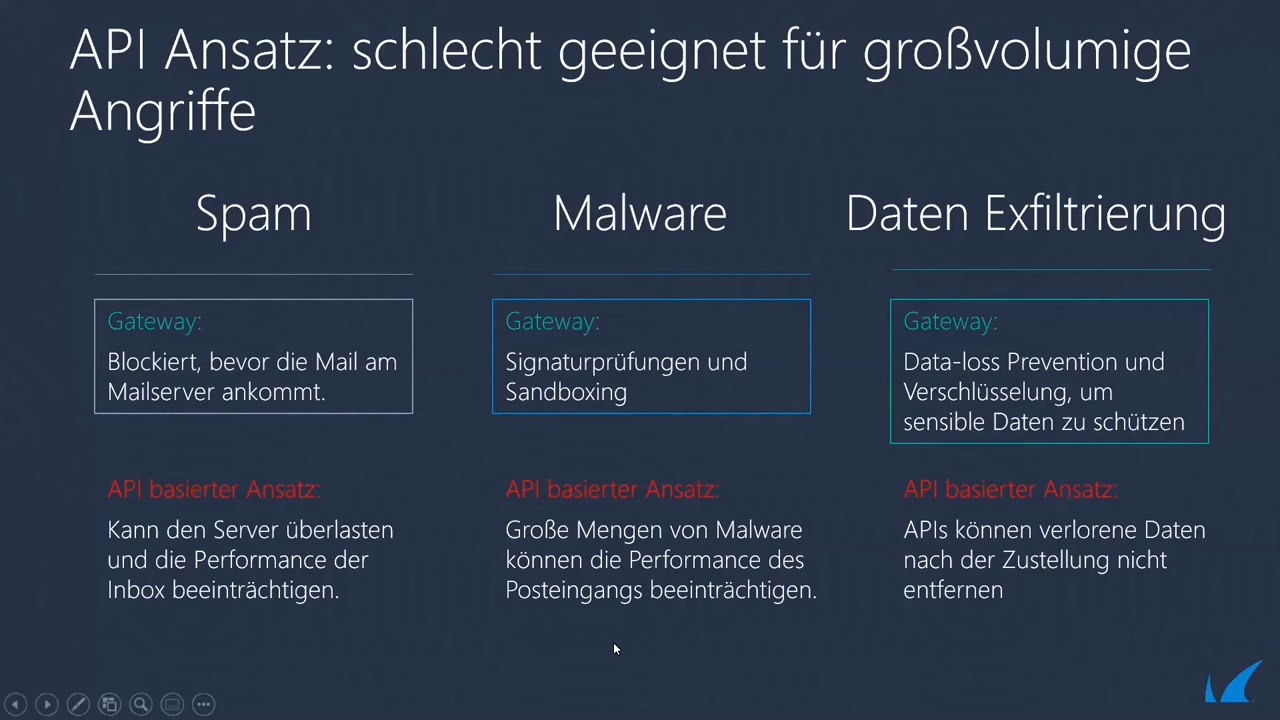 API Ansatz: schlecht geeignet für großvolumige
Angriffe
Spam
Gateway:
Blockiert, bevor die Mail am
Mailserver ankommt.
API basierter Ansatz:
Kann den Server überlasten
und die Performance der
Inbox beeinträchtigen.
Malware
Gateway:
Signaturprüfungen und
Sandboxing
API basierter Ansatz:
Große Mengen von Malware
können die Performance des
Posteingangs beeinträchtigen.
Daten Exfiltrierung
Gateway:
Data-loss Prevention und
Verschlüsselung, um
sensible Daten zu schützen
API basierter Ansatz:
APIs können verlorene Daten
nach der Zustellung nicht
entfernen